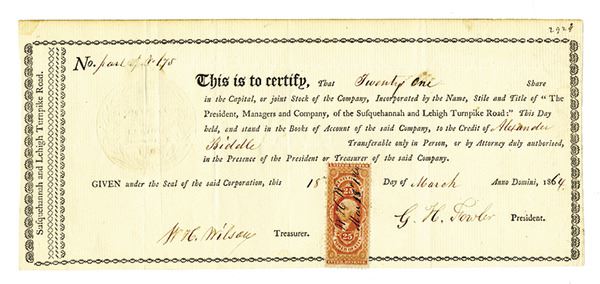 2928
No. part of No 175
This is to certify, That Twenty One Share
in the Capital, or joint Stock of the Company, Incorporated by the Name, Stile and Title of "The
President, Managers and Company, of the Susquehannah and Lehigh Turnpike Road:" This Day
held, and stand in the Books of Account of the said Company, to the Credit of Alexander
Biddle Transferable only in Person, or by Attorney duly authorised,
in the Presence of the President or Treasurer of the said Company.
GIVEN under the Seal of the said Corporation, this 18 Day of March Anno Domini, 1864.
W. H. Wilson Treasurer.
G. H. Fowler President.
Susquehannah and Lehigh Turnpike Road.
25